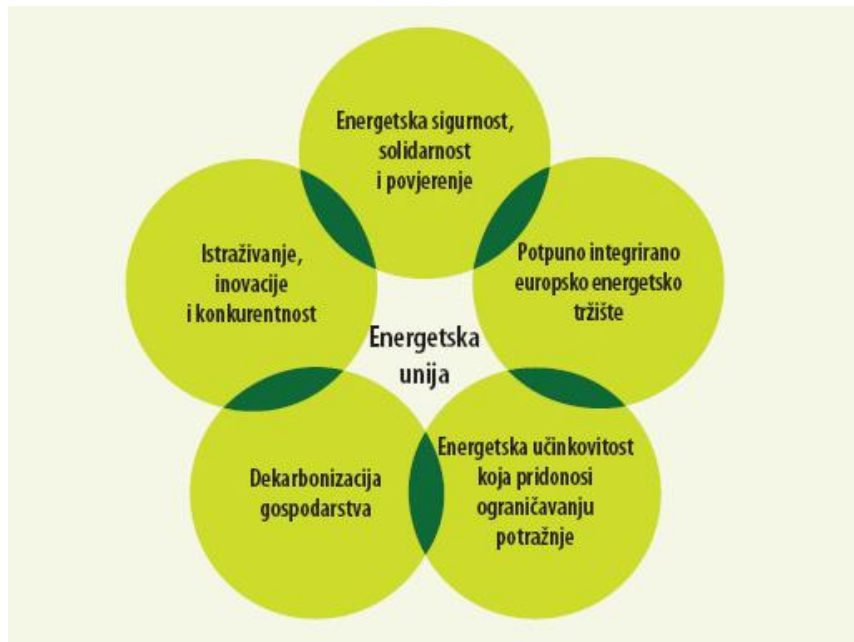 Energetska sigurnost,
solidarnost
i povjerenje
Potpuno integrirano
europsko energetsko
tržište
Energetska učinkovitost
koja pridonosi
ograničavanju
potražnje
Dekarbonizacija
gospodarstva
Istraživanje,
inovacije
i konkurentnost
Energetska
unija